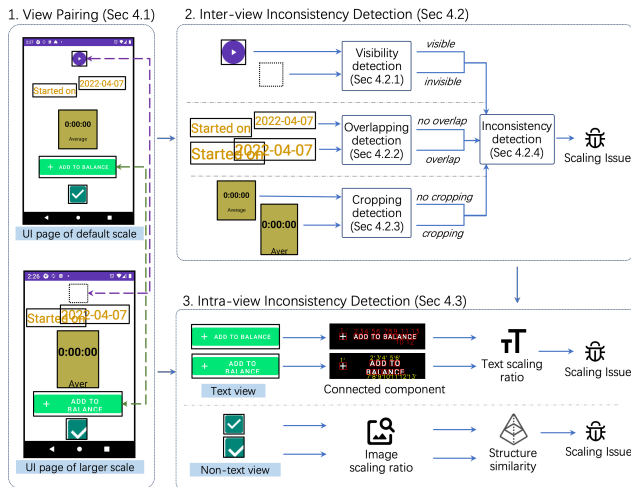 1. View Pairing (Sec 4.1)
Started on
2022-04-07
0:00:00
Average
+ ADD TO BALANCE
UI page of default scale
2:26
Started on
2022-04-07
0:00:00
Aver
+ ADD TO
BALANCE
UI page of larger scale
2. Inter-view Inconsistency Detection (Sec 4.2)
Visibility
detection
(Sec 4.2.1)
visible
invisible
Started on
2022-04-07
Started on
2022-04-07
Overlapping
detection
(Sec 4.2.2)
no overlap
overlap
Inconsistency
detection
(Sec 4.2.4)
Scaling Issue
0:00:00
Average
0:00:00
Aver
Cropping
detection
(Sec 4.2.3)
no cropping
cropping
3. Intra-view Inconsistency Detection (Sec 4.3)
+ ADD TO BALANCE
+ ADD TO BALANCE
+ ADD TO
BALANCE
+ ADD TO
BALANCE
Text view
Connected component
Text scaling
ratio
Scaling Issue
Non-text view
Image
scaling ratio
Structure
similarity
Scaling Issue